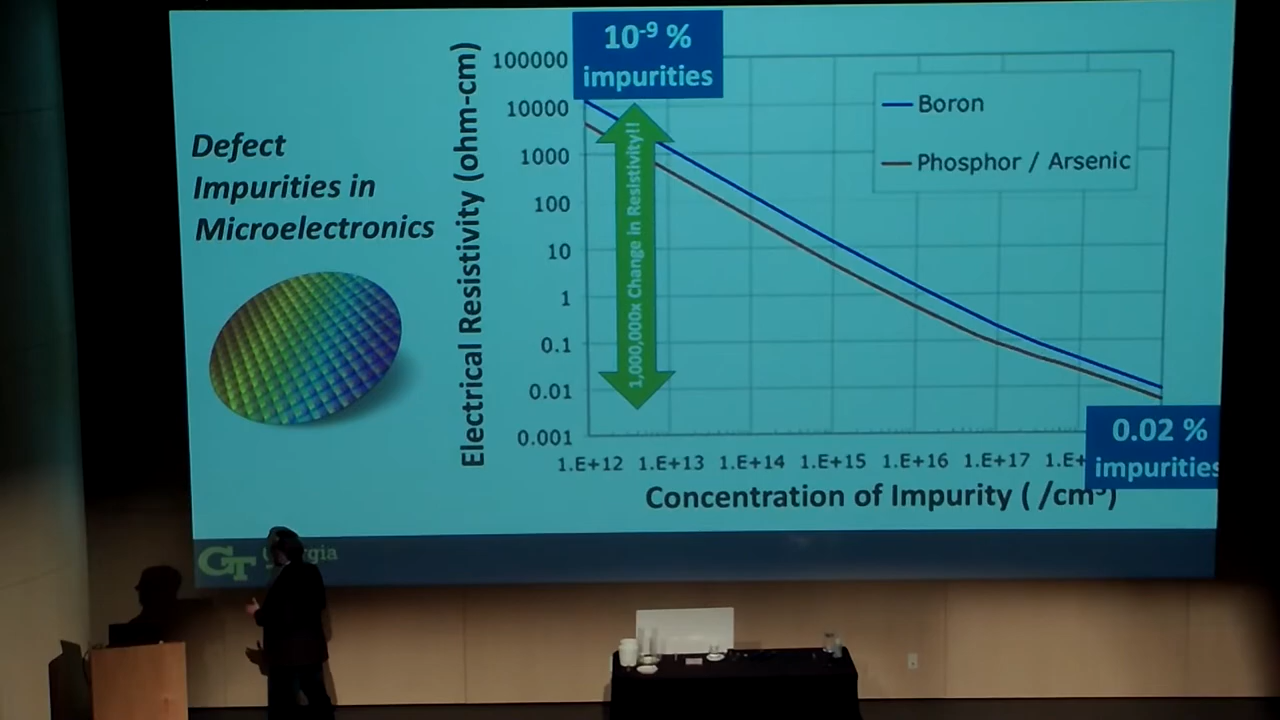 Defect
Impurities in
Microelectronics
10-9 %
impurities
Electrical Resistivity (ohm-cm)
100000
10000
1000
100
10
1
0.1
0.01
0.001
1,000,000x Change in Resistivity!!
Boron
Phosphor / Arsenic
0.02 %
impurities
1.E+12 1.E+13 1.E+14 1.E+15 1.E+16 1.E+17 1.E+
Concentration of Impurity ( /cm³)
GT